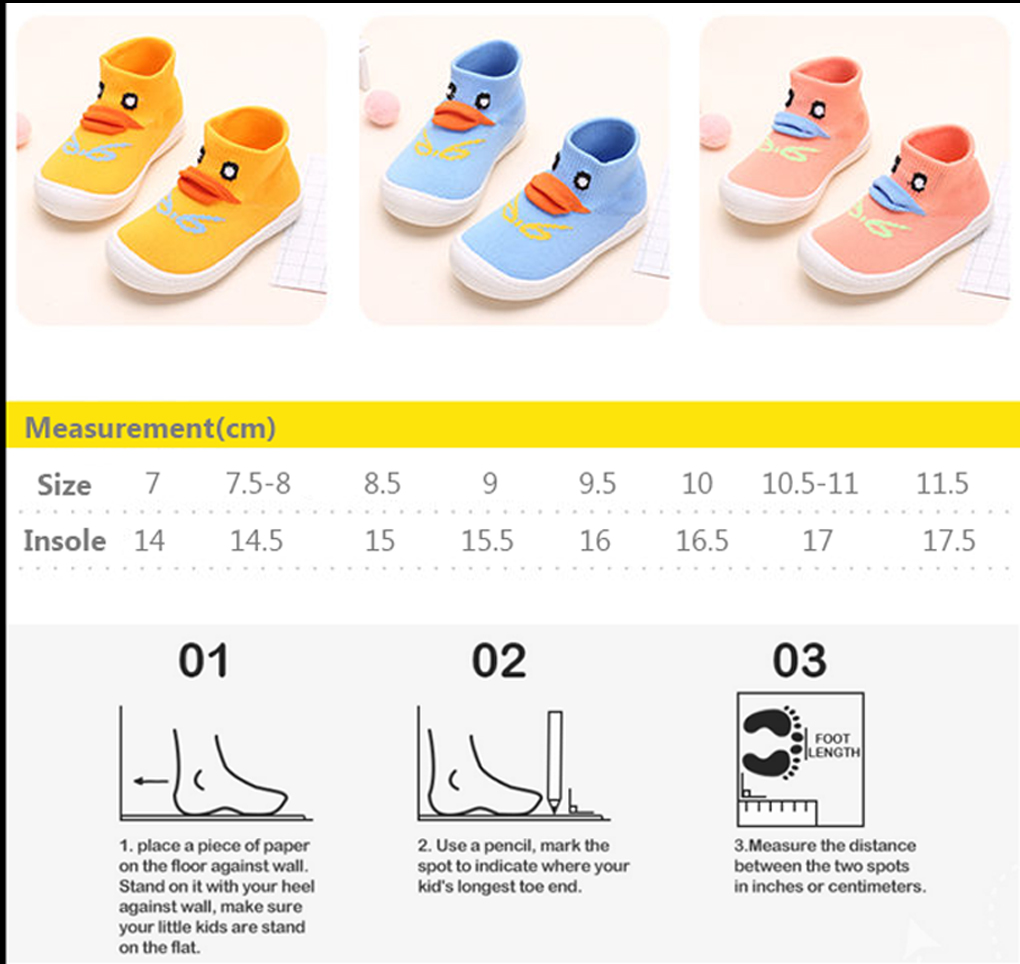 Measurement(cm)
Size 7 7.5-8 8.5 9 9.5 10 10.5-11 11.5
Insole 14 14.5 15 15.5 16 16.5 17 17.5
01
02
03
FOOT
LENGTH
1. place a piece of paper
on the floor against wall.
Stand on it with your heel
against wall, make sure
your little kids are stand
on the flat.
2. Use a pencil, mark the
spot to indicate where your
kid's longest toe end.
3.Measure the distance
between the two spots
in inches or centimeters.